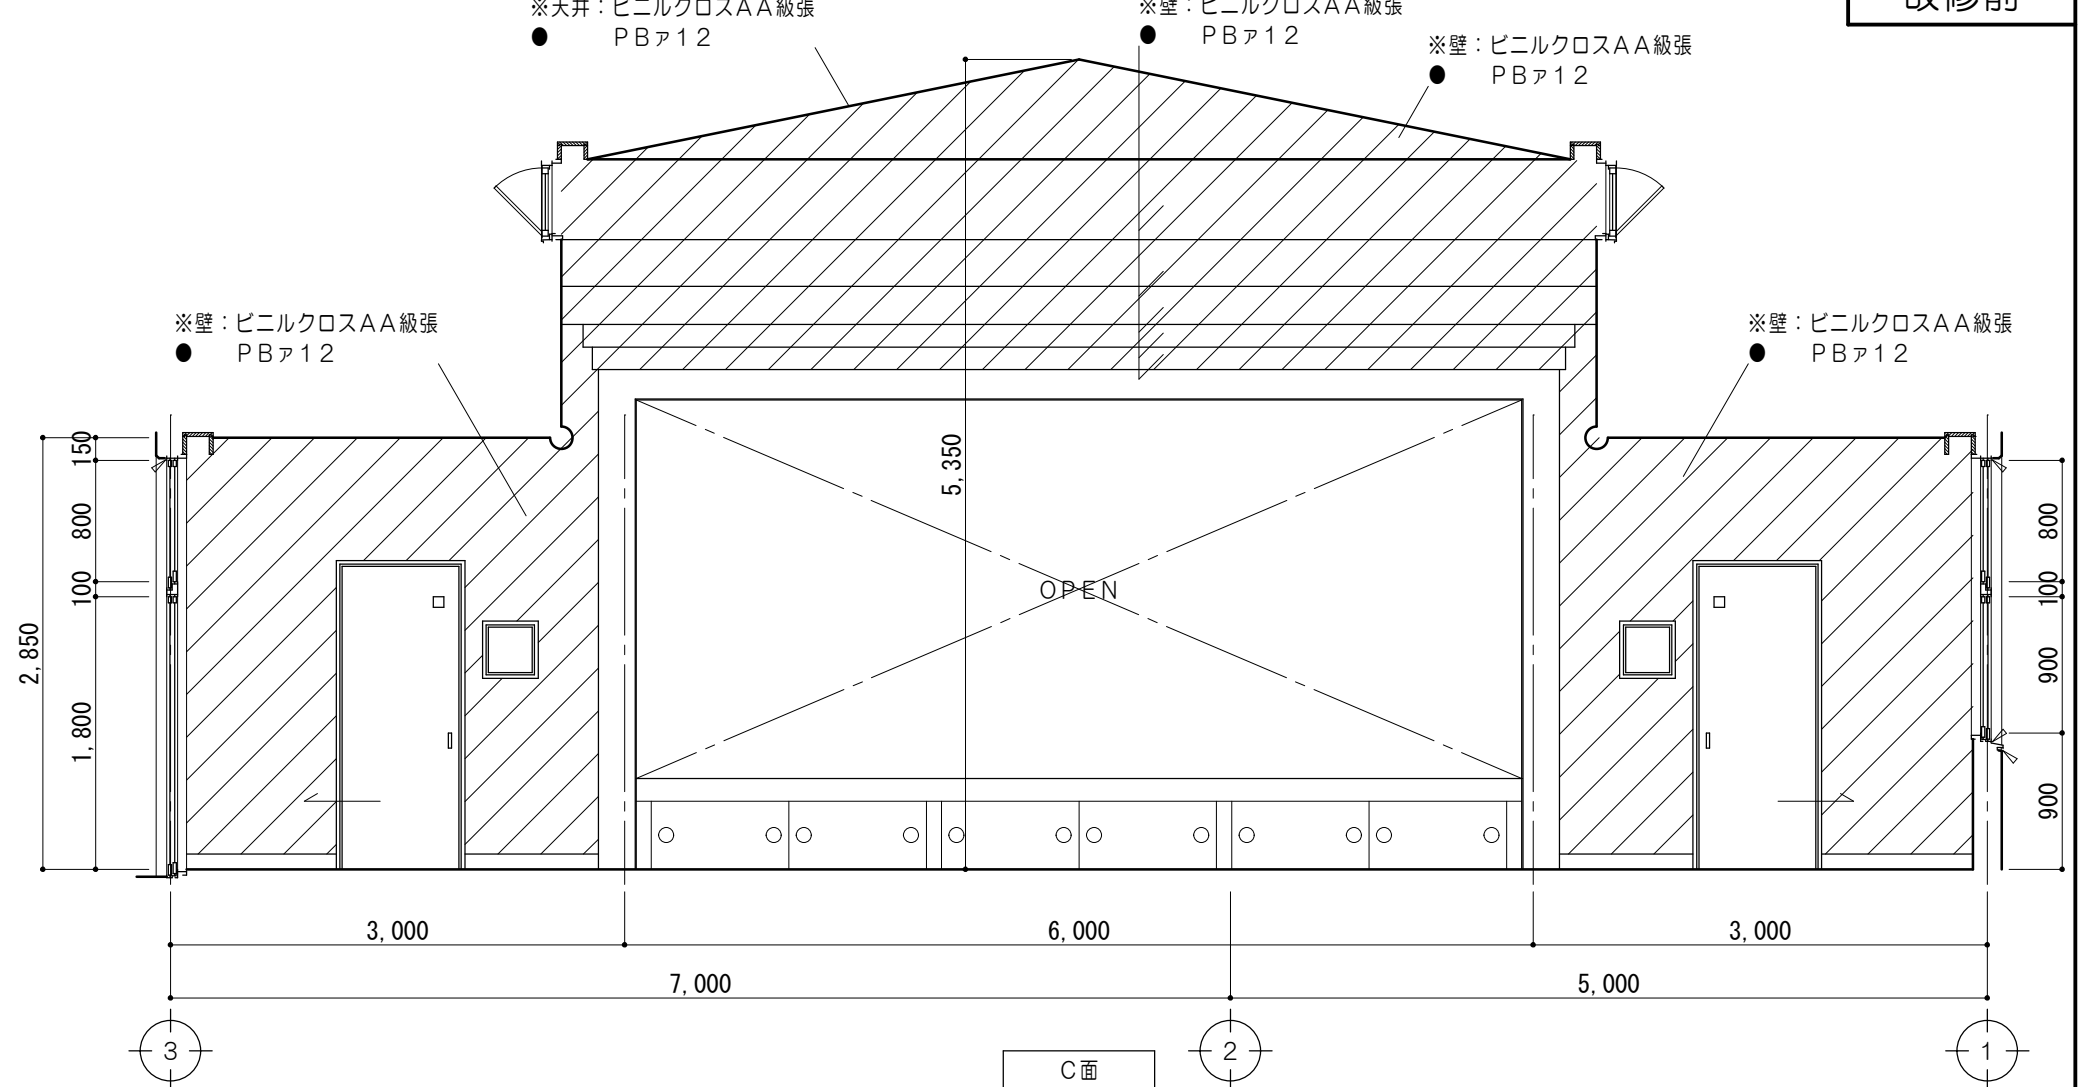 ※天井：ビニルクロスAA級張
● PBァ12
※壁：ビニルクロスAA級張
● PBァ12
改修前
※壁：ビニルクロスAA級張
● PBァ12
※壁：ビニルクロスAA級張
● PBァ12
※壁：ビニルクロスAA級張
● PBァ12
150
800
100
1,800
2,850
5,350
OPEN
800
100
900
900
3,000
6,000
3,000
7,000
5,000
3
2
1
C面